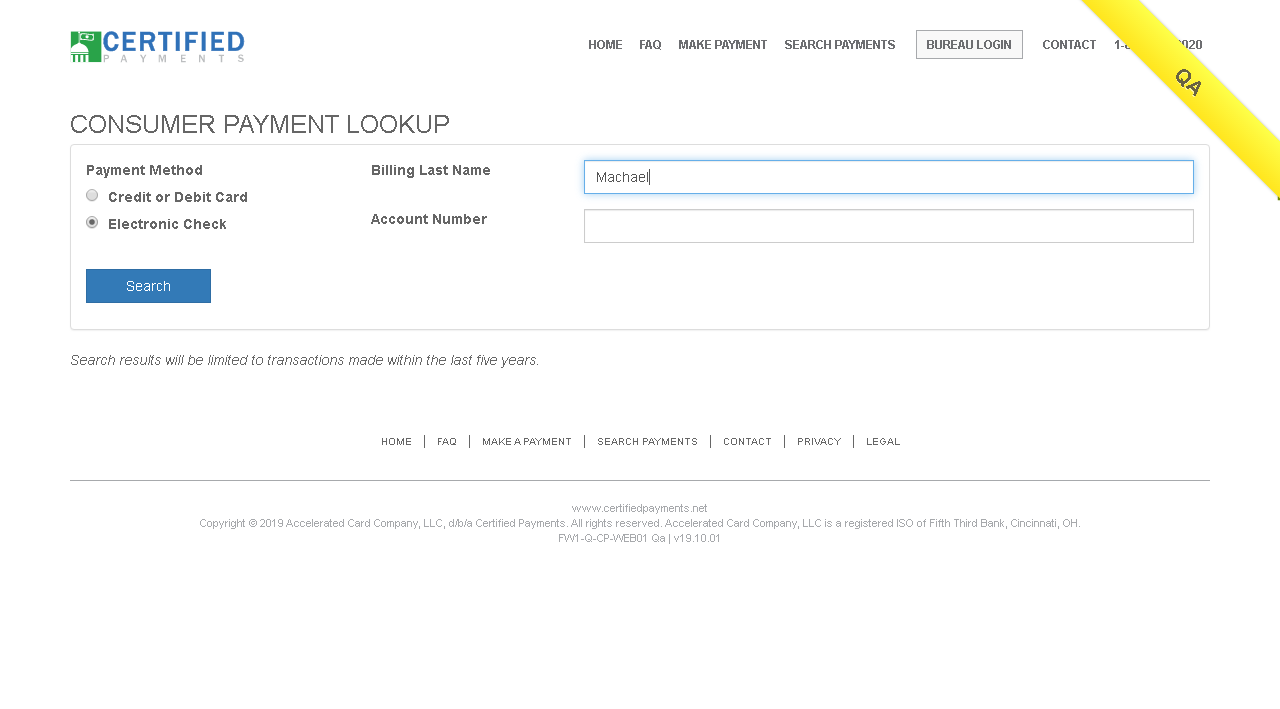 CERTIFIED
PAYMENTS
HOME FAQ MAKE PAYMENT SEARCH PAYMENTS BUREAU LOGIN CONTACT
QA
CONSUMER PAYMENT LOOKUP
Payment Method
Credit or Debit Card
Electronic Check
Billing Last Name
Machael
Account Number
Search
Search results will be limited to transactions made within the last five years.
HOME | FAQ | MAKE A PAYMENT | SEARCH PAYMENTS | CONTACT | PRIVACY | LEGAL
www.certifiedpayments.net
Copyright © 2019 Accelerated Card Company, LLC, d/b/a Certified Payments. All rights reserved. Accelerated Card Company, LLC is a registered ISO of Fifth Third Bank, Cincinnati, OH.
FW1-Q-CP-WEB01 Qa | v19.10.01